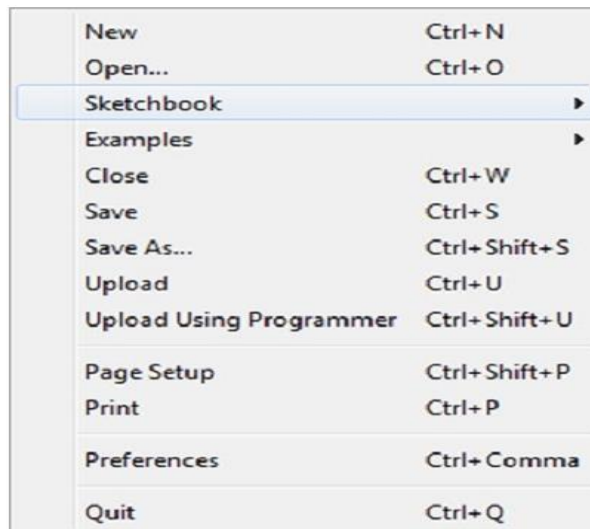 New Ctrl+N
Open... Ctrl+O
Sketchbook
Examples
Close Ctrl+W
Save Ctrl+S
Save As... Ctrl+Shift+S
Upload Ctrl+U
Upload Using Programmer Ctrl+Shift+U
Page Setup Ctrl+Shift+P
Print Ctrl+P
Preferences Ctrl+Comma
Quit Ctrl+Q